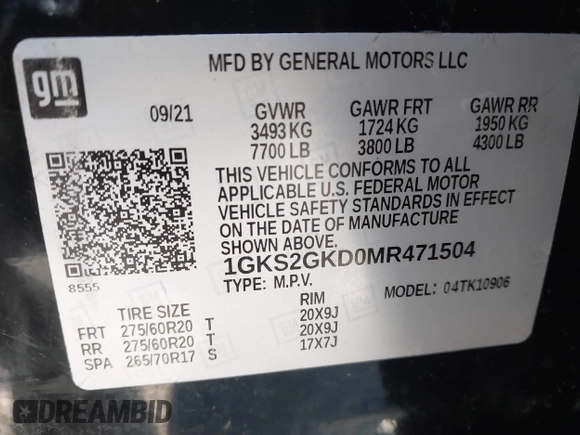 gm
MFD BY GENERAL MOTORS LLC
09/21 GVWR GAWR FRT GAWR RR
3493 KG 1724 KG 1950 KG
7700 LB 3800 LB 4300 LB
THIS VEHICLE CONFORMS TO ALL
APPLICABLE U.S. FEDERAL MOTOR
VEHICLE SAFETY STANDARDS IN EFFECT
ON THE DATE OF MANUFACTURE
SHOWN ABOVE.
8555
1GKS2GKD0MR471504
TYPE: M.P.V. MODEL: 04TK10906
TIRE SIZE RIM
FRT 275/60R20 T 20X9J
RR 275/60R20 T 20X9J
SPA 265/70R17 S 17X7J
DREAMBID